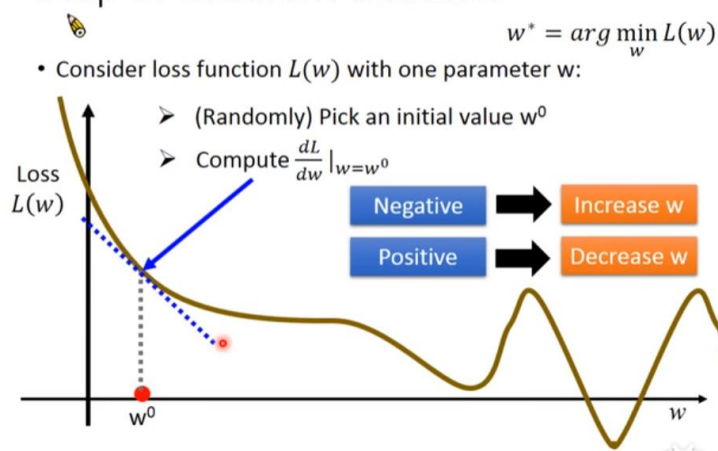 w* = arg min L(w)
w
• Consider loss function L(w) with one parameter w:
➢ (Randomly) Pick an initial value w⁰
➢ Compute dL/dw |w=w⁰
Loss
L(w)
Negative
Increase w
Positive
Decrease w
w⁰
w